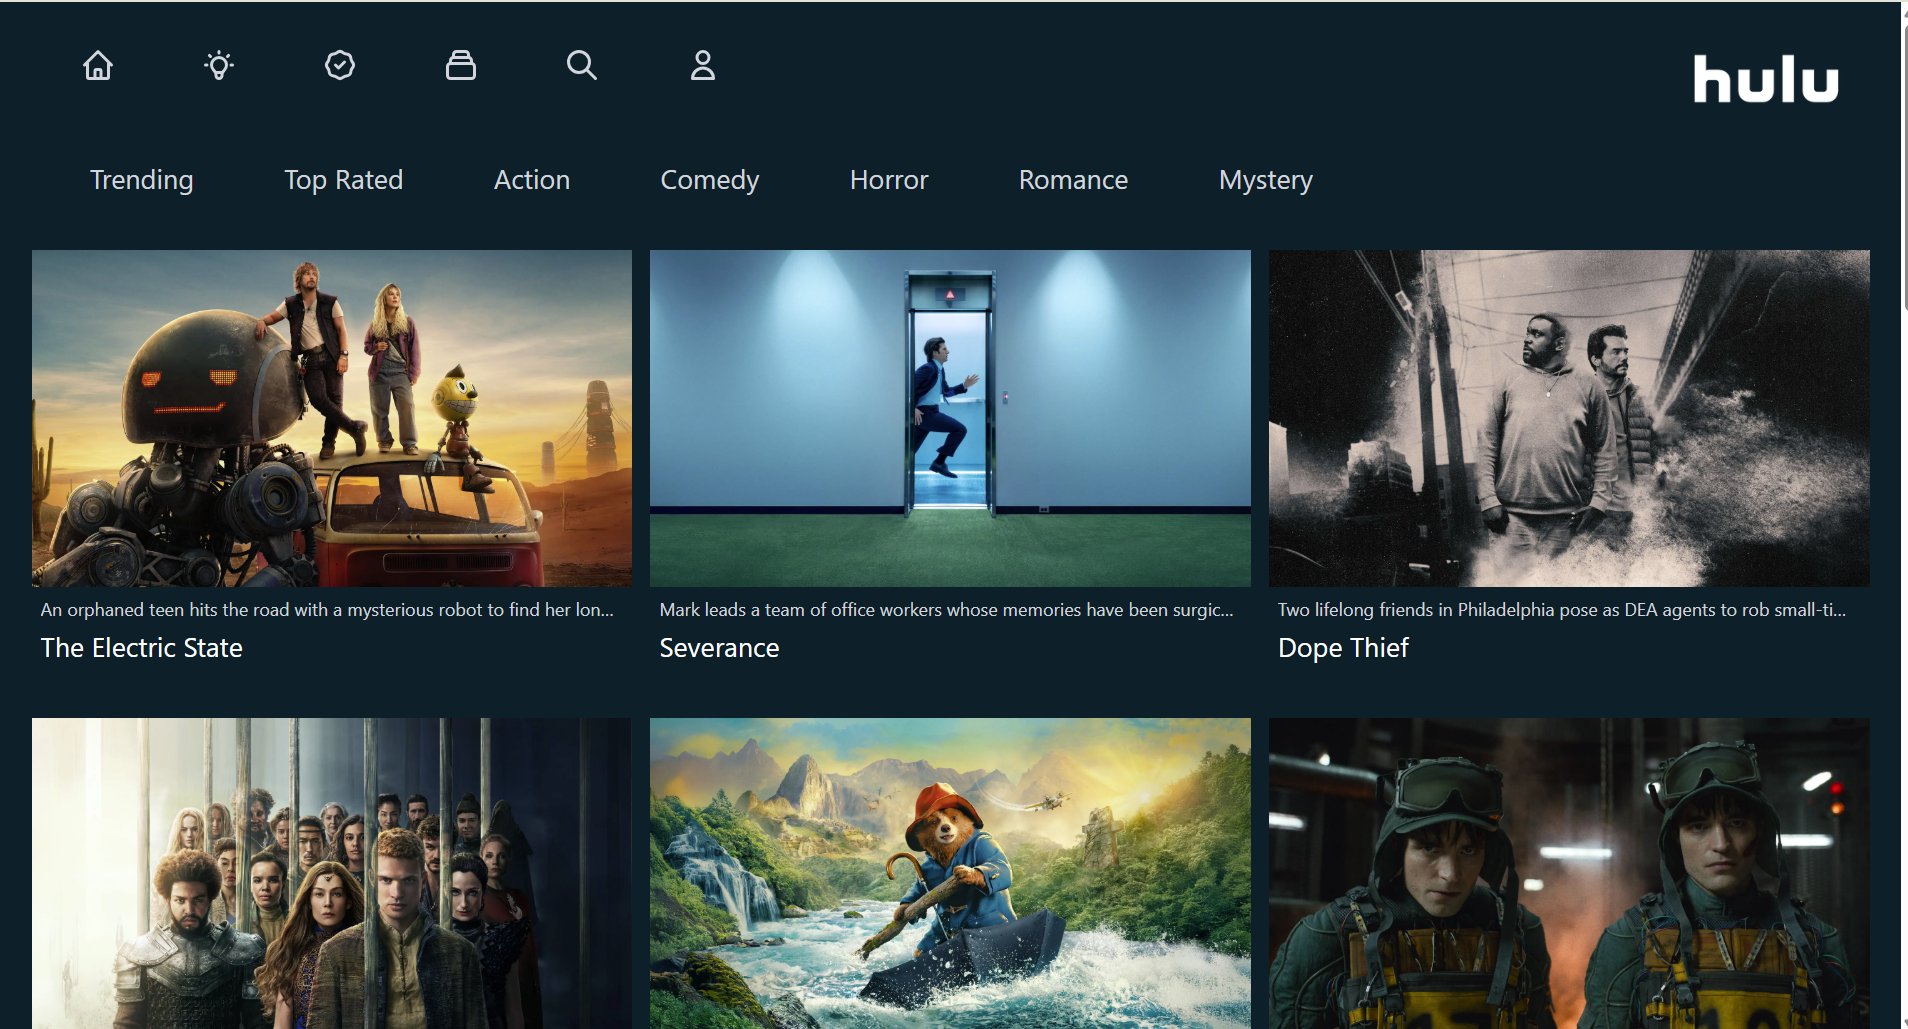 hulu
Trending Top Rated Action Comedy Horror Romance Mystery
An orphaned teen hits the road with a mysterious robot to find her lon...
The Electric State
Mark leads a team of office workers whose memories have been surgic...
Severance
Two lifelong friends in Philadelphia pose as DEA agents to rob small-ti...
Dope Thief